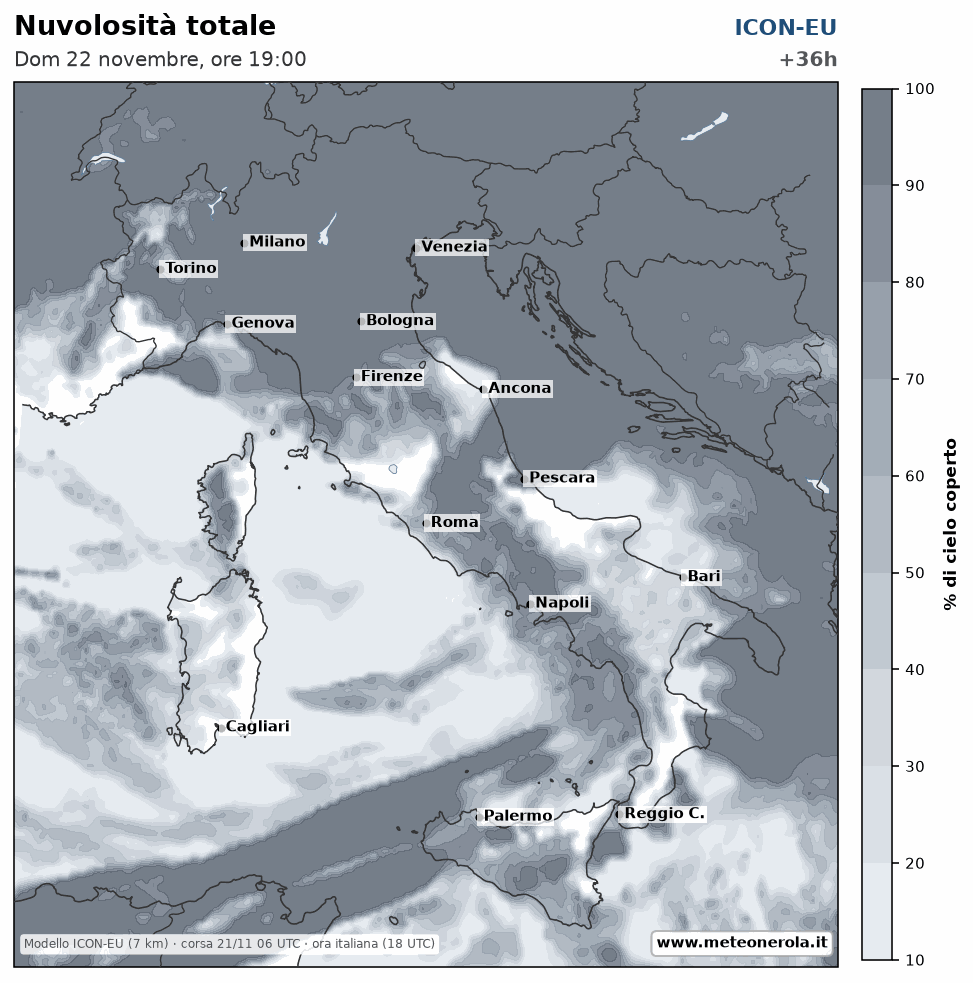 Nuvolosità totale
ICON-EU
Dom 22 novembre, ore 19:00
+36h
100
90
80
70
60
50
40
30
20
10
% di cielo coperto
Milano
Venezia
Torino
Genova
Bologna
Firenze
Ancona
Pescara
Roma
Bari
Napoli
Cagliari
Palermo
Reggio C.
Modello ICON-EU (7 km) · corsa 21/11 06 UTC · ora italiana (18 UTC)
www.meteonerola.it